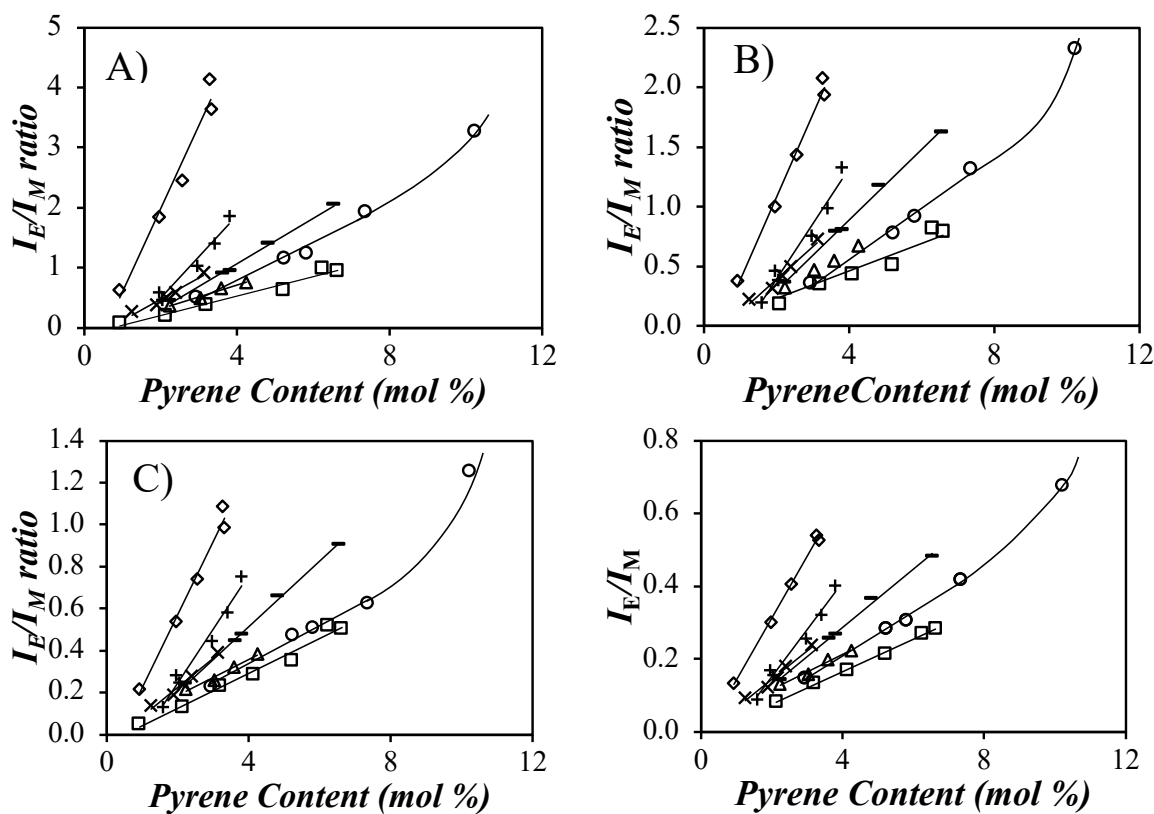 A)
5
4
3
2
1
0
I_E/I_M ratio
0 4 8 12
Pyrene Content (mol %)
B)
2.5
2.0
1.5
1.0
0.5
0.0
I_E/I_M ratio
0 4 8 12
PyreneContent (mol %)
C)
1.4
1.2
1.0
0.8
0.6
0.4
0.2
0.0
I_E/I_M ratio
0 4 8 12
Pyrene Content (mol %)
0.8
0.6
0.4
0.2
0.0
I_E/I_M
0 4 8 12
Pyrene Content (mol %)